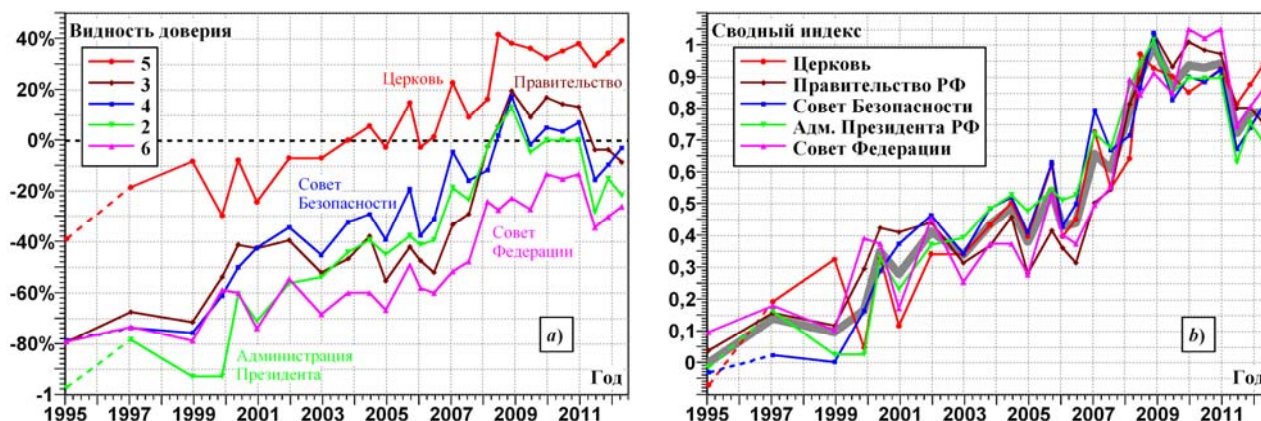 Видность доверия
5
3
4
2
6
40%
20%
0%
-20%
-40%
-60%
-80%
-1
Церковь
Правительство
Совет
Безопасности
Совет
Федерации
Администрация
Президента
a)
Год
1995 1997 1999 2001 2003 2005 2007 2009 2011
Сводный индекс
Церковь
Правительство РФ
Совет Безопасности
Адм. Президента РФ
Совет Федерации
1
0,9
0,8
0,7
0,6
0,5
0,4
0,3
0,2
0,1
0
b)
Год
1995 1997 1999 2001 2003 2005 2007 2009 2011